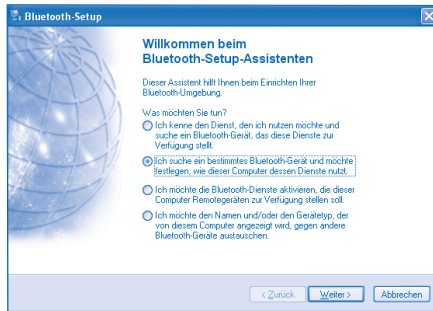 Bluetooth-Setup
Willkommen beim
Bluetooth-Setup-Assistenten
Dieser Assistent hilft Ihnen beim Einrichten Ihrer
Bluetooth-Umgebung.
Was möchten Sie tun?
Ich kenne den Dienst, den ich nutzen möchte und
suche ein Bluetooth-Gerät, das diese Dienste zur
Verfügung stellt.
Ich suche ein bestimmtes Bluetooth-Gerät und möchte
festlegen, wie dieser Computer dessen Dienste nutzt.
Ich möchte die Bluetooth-Dienste aktivieren, die dieser
Computer Remotegeräten zur Verfügung stellen soll.
Ich möchte den Namen und/oder den Gerätetyp, der
von diesem Computer angezeigt wird, gegen andere
Bluetooth-Geräte austauschen.
< Zurück
Weiter >
Abbrechen